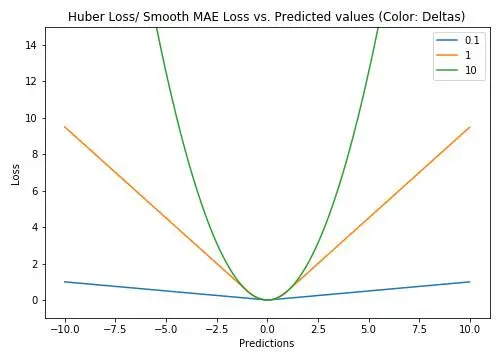 Huber Loss/ Smooth MAE Loss vs. Predicted values (Color: Deltas)
0.1
1
10
14
12
10
8
6
4
2
0
Loss
−10.0 −7.5 −5.0 −2.5 0.0 2.5 5.0 7.5 10.0
Predictions